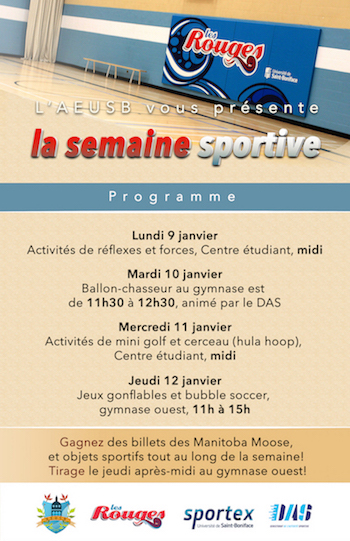 les
Rouges
Université de
Saint-Boniface
L'AEUSB vous présente
la semaine sportive
Programme
Lundi 9 janvier
Activités de réflexes et forces, Centre étudiant, midi
Mardi 10 janvier
Ballon-chasseur au gymnase est
de 11h30 à 12h30, animé par le DAS
Mercredi 11 janvier
Activités de mini golf et cerceau (hula hoop),
Centre étudiant, midi
Jeudi 12 janvier
Jeux gonflables et bubble soccer,
gymnase ouest, 11h à 15h
Gagnez des billets des Manitoba Moose,
et objets sportifs tout au long de la semaine!
Tirage le jeudi après-midi au gymnase ouest!
les
Rouges
sportex
Université de Saint-Boniface
DAS